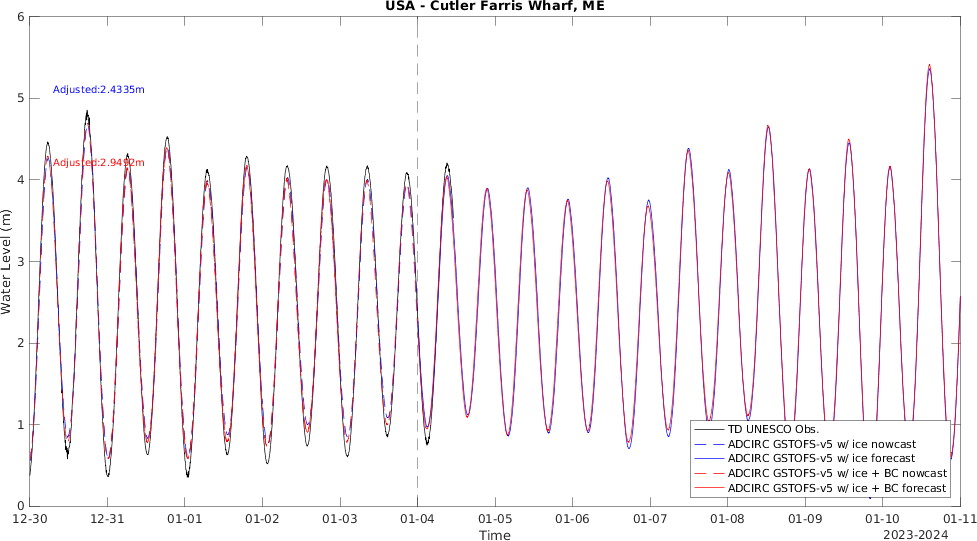 USA - Cutler Farris Wharf, ME
6
5
4
3
2
1
0
Water Level (m)
Adjusted:2.4335m
Adjusted:2.9492m
TD UNESCO Obs.
ADCIRC GSTOFS-v5 w/ ice nowcast
ADCIRC GSTOFS-v5 w/ ice forecast
ADCIRC GSTOFS-v5 w/ ice + BC nowcast
ADCIRC GSTOFS-v5 w/ ice + BC forecast
12-30 12-31 01-01 01-02 01-03 01-04 01-05 01-06 01-07 01-08 01-09 01-10 01-11
Time
2023-2024